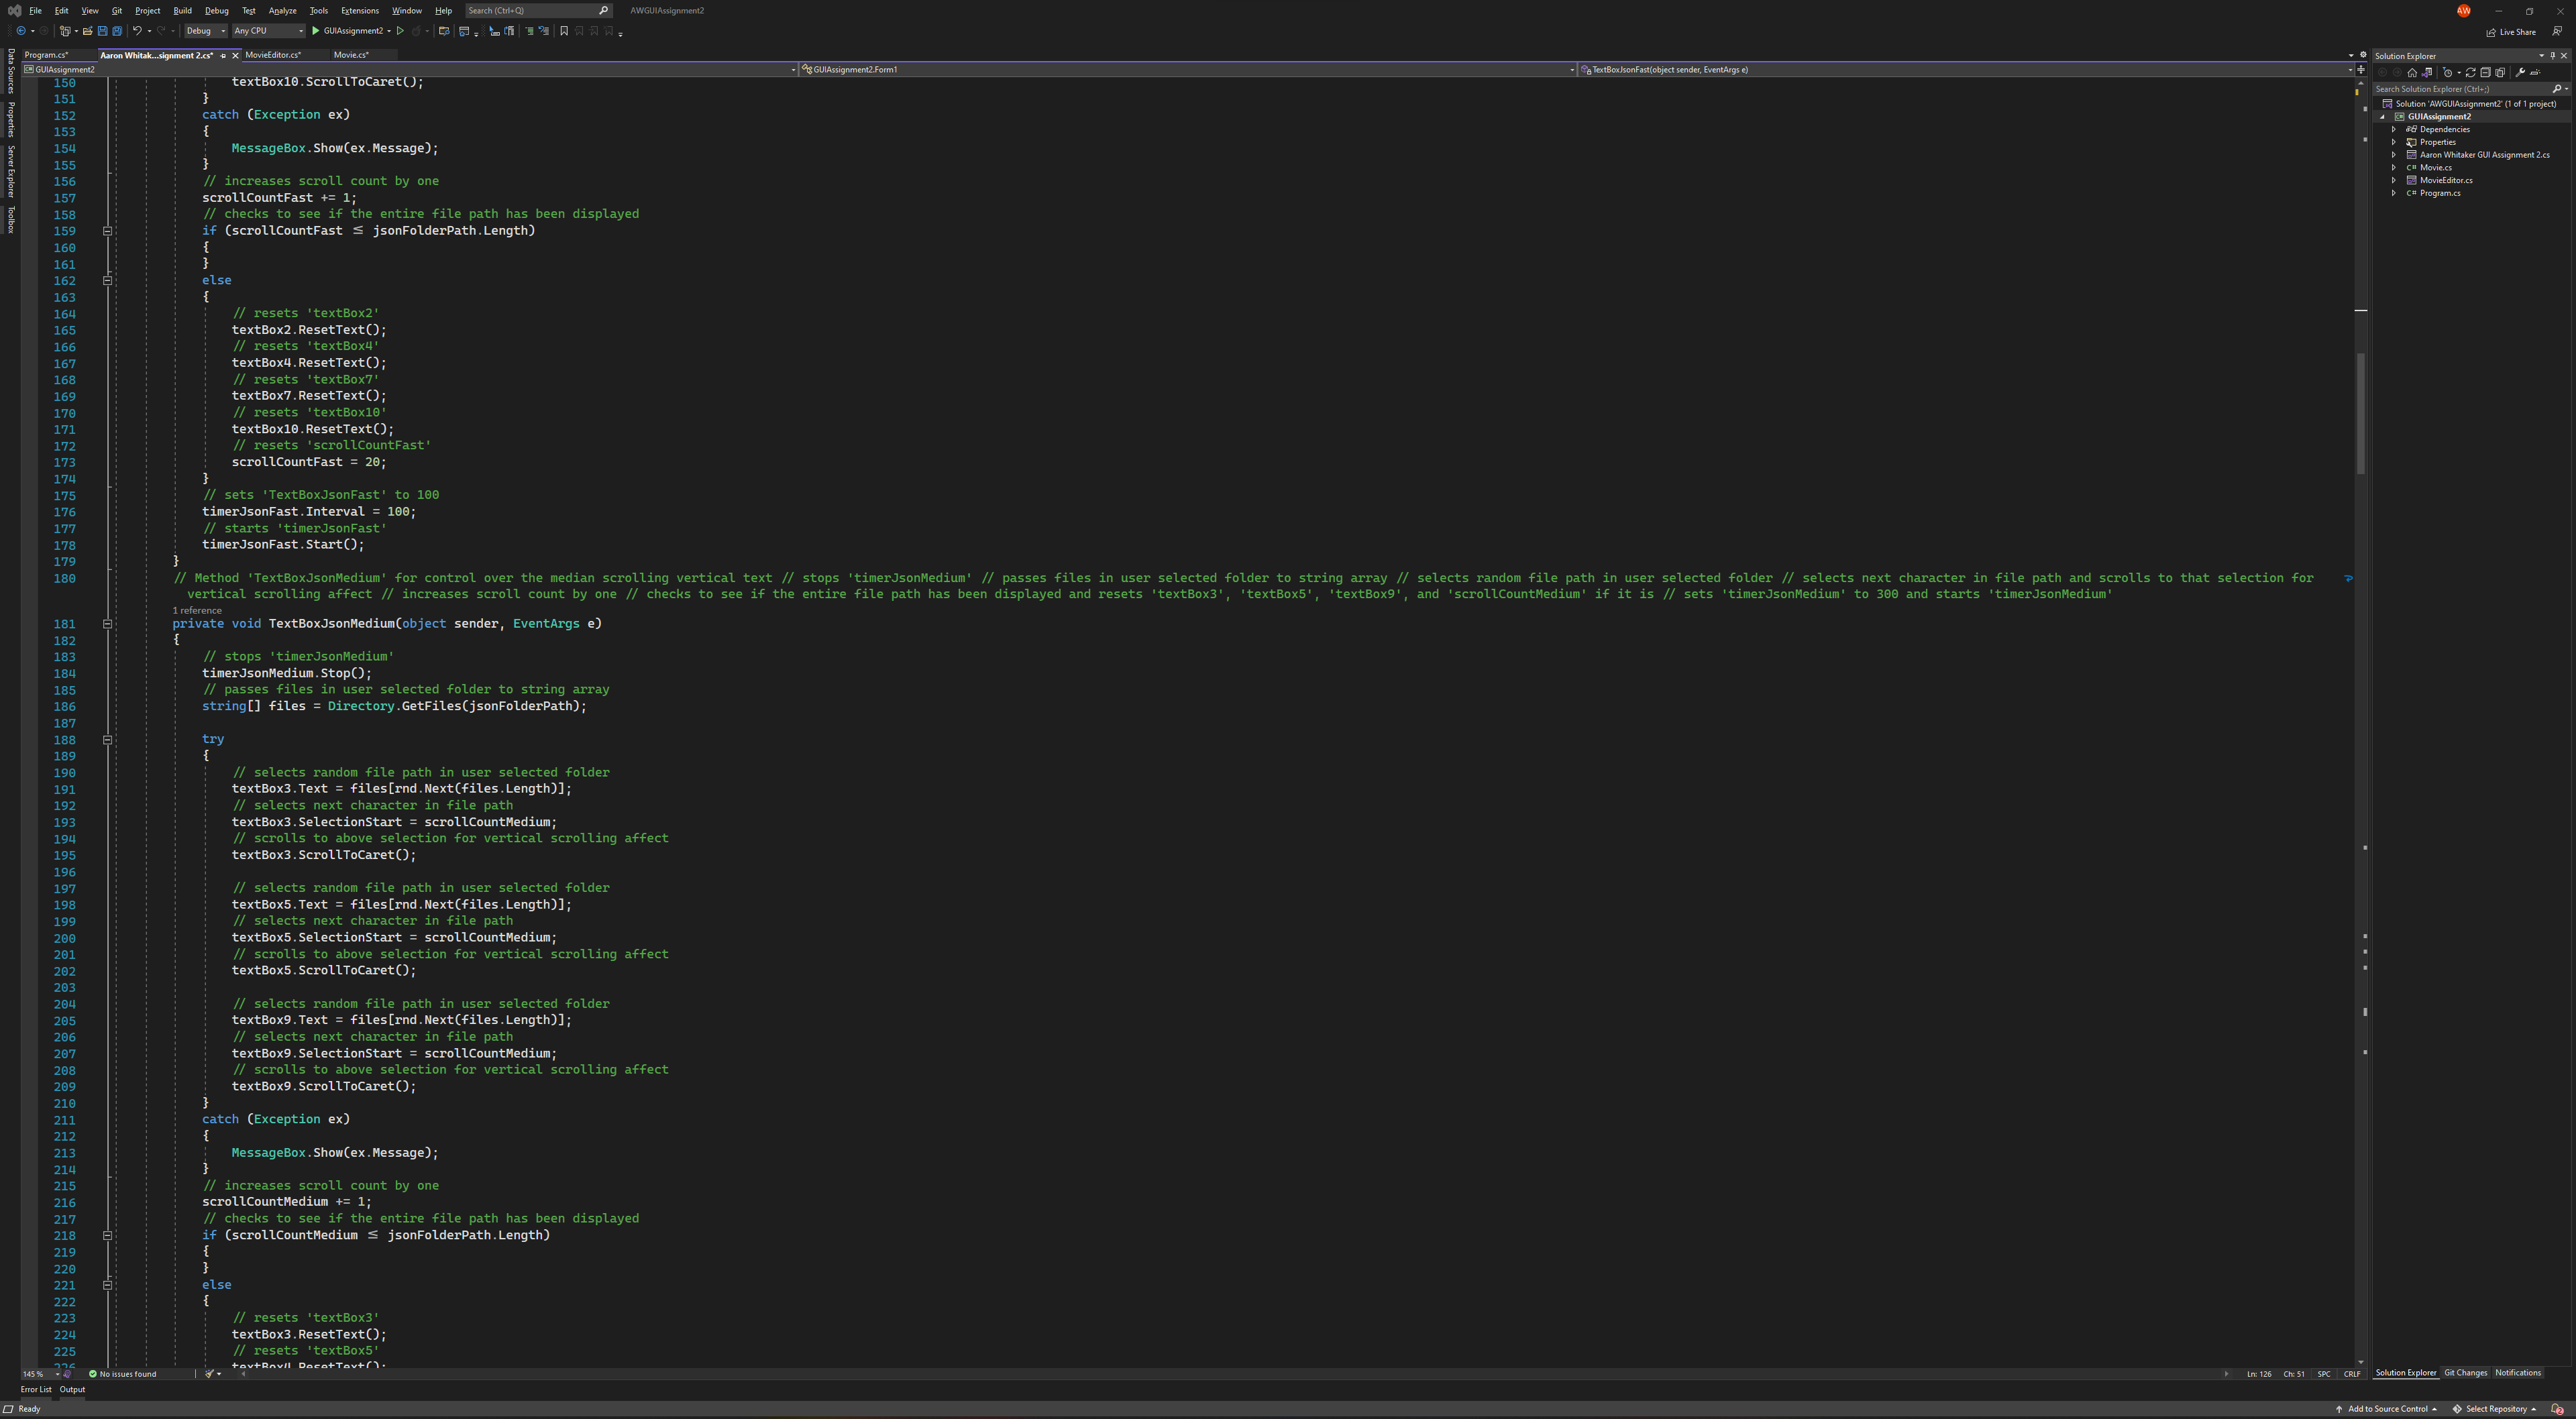 File Edit View Git Project Build Debug Test Analyze Tools Extensions Window Help Search (Ctrl+Q) AWGUIAssignment2 AW
Debug Any CPU GUIAssignment2 Live Share
Data Sources
Properties
Server Explorer
Toolbox
Program.cs* Aaron Whitak...signment 2.cs* MovieEditor.cs* Movie.cs*
GUIAssignment2 GUIAssignment2.Form1 TextBoxJsonFast(object sender, EventArgs e)
150 textBox10.ScrollToCaret();
151 }
152 catch (Exception ex)
153 {
154 MessageBox.Show(ex.Message);
155 }
156 // increases scroll count by one
157 scrollCountFast += 1;
158 // checks to see if the entire file path has been displayed
159 if (scrollCountFast ≤ jsonFolderPath.Length)
160 {
161 }
162 else
163 {
164 // resets 'textBox2'
165 textBox2.ResetText();
166 // resets 'textBox4'
167 textBox4.ResetText();
168 // resets 'textBox7'
169 textBox7.ResetText();
170 // resets 'textBox10'
171 textBox10.ResetText();
172 // resets 'scrollCountFast'
173 scrollCountFast = 20;
174 }
175 // sets 'TextBoxJsonFast' to 100
176 timerJsonFast.Interval = 100;
177 // starts 'timerJsonFast'
178 timerJsonFast.Start();
179 }
180 // Method 'TextBoxJsonMedium' for control over the median scrolling vertical text // stops 'timerJsonMedium' // passes files in user selected folder to string array // selects random file path in user selected folder // selects next character in file path and scrolls to that selection for
vertical scrolling affect // increases scroll count by one // checks to see if the entire file path has been displayed and resets 'textBox3', 'textBox5', 'textBox9', and 'scrollCountMedium' if it is // sets 'timerJsonMedium' to 300 and starts 'timerJsonMedium'
1 reference
181 private void TextBoxJsonMedium(object sender, EventArgs e)
182 {
183 // stops 'timerJsonMedium'
184 timerJsonMedium.Stop();
185 // passes files in user selected folder to string array
186 string[] files = Directory.GetFiles(jsonFolderPath);
187
188 try
189 {
190 // selects random file path in user selected folder
191 textBox3.Text = files[rnd.Next(files.Length)];
192 // selects next character in file path
193 textBox3.SelectionStart = scrollCountMedium;
194 // scrolls to above selection for vertical scrolling affect
195 textBox3.ScrollToCaret();
196
197 // selects random file path in user selected folder
198 textBox5.Text = files[rnd.Next(files.Length)];
199 // selects next character in file path
200 textBox5.SelectionStart = scrollCountMedium;
201 // scrolls to above selection for vertical scrolling affect
202 textBox5.ScrollToCaret();
203
204 // selects random file path in user selected folder
205 textBox9.Text = files[rnd.Next(files.Length)];
206 // selects next character in file path
207 textBox9.SelectionStart = scrollCountMedium;
208 // scrolls to above selection for vertical scrolling affect
209 textBox9.ScrollToCaret();
210 }
211 catch (Exception ex)
212 {
213 MessageBox.Show(ex.Message);
214 }
215 // increases scroll count by one
216 scrollCountMedium += 1;
217 // checks to see if the entire file path has been displayed
218 if (scrollCountMedium ≤ jsonFolderPath.Length)
219 {
220 }
221 else
222 {
223 // resets 'textBox3'
224 textBox3.ResetText();
225 // resets 'textBox5'
226 textBox4.ResetText();
Solution Explorer
Search Solution Explorer (Ctrl+;)
Solution 'AWGUIAssignment2' (1 of 1 project)
GUIAssignment2
Dependencies
Properties
Aaron Whitaker GUI Assignment 2.cs
C# Movie.cs
MovieEditor.cs
C# Program.cs
145 % No issues found Ln: 126 Ch: 51 SPC CRLF
Solution Explorer Git Changes Notifications
Error List Output
Ready Add to Source Control Select Repository 2